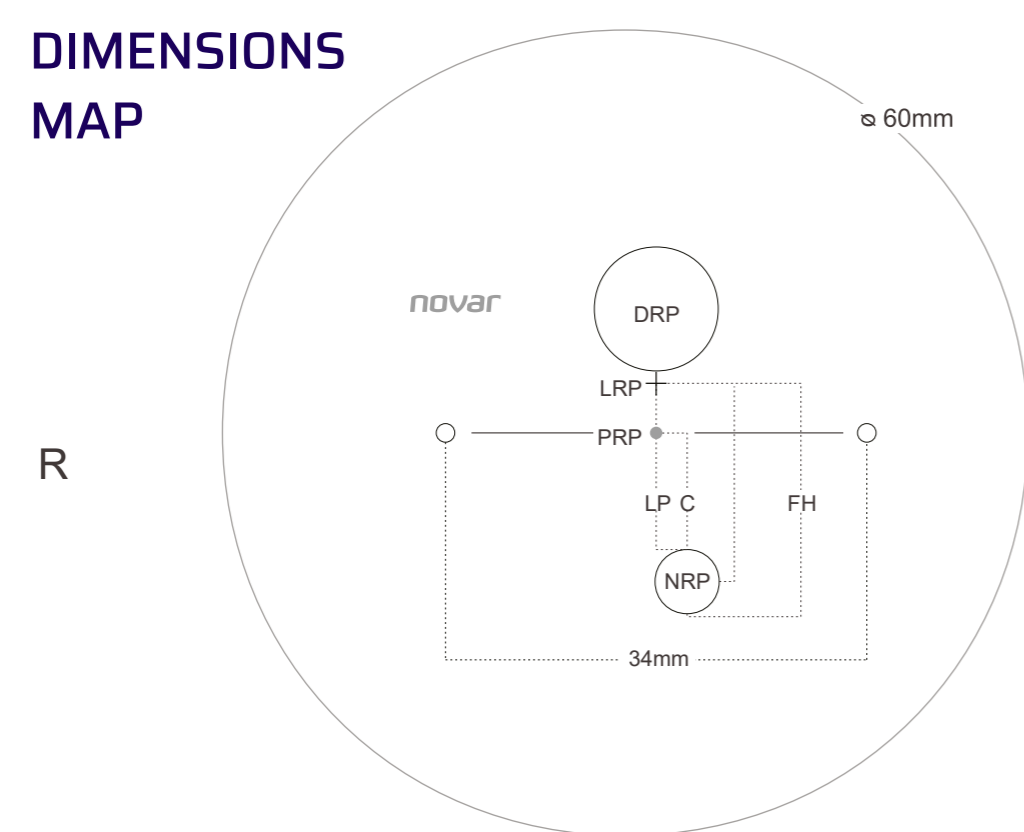 DIMENSIONS
MAP
⌀ 60mm
novar
DRP
LRP
PRP
R
LP C
FH
NRP
34mm